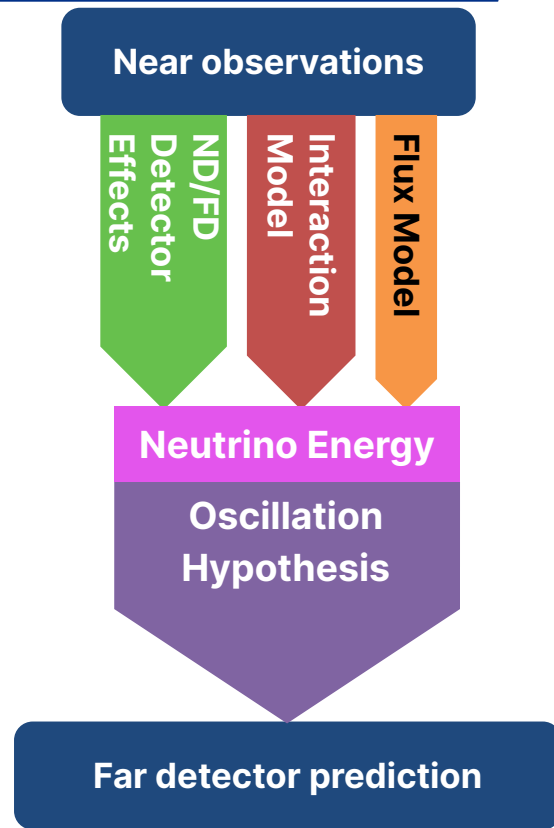 Near observations
ND/FD
Detector
Effects
Interaction
Model
Flux Model
Neutrino Energy
Oscillation
Hypothesis
Far detector prediction